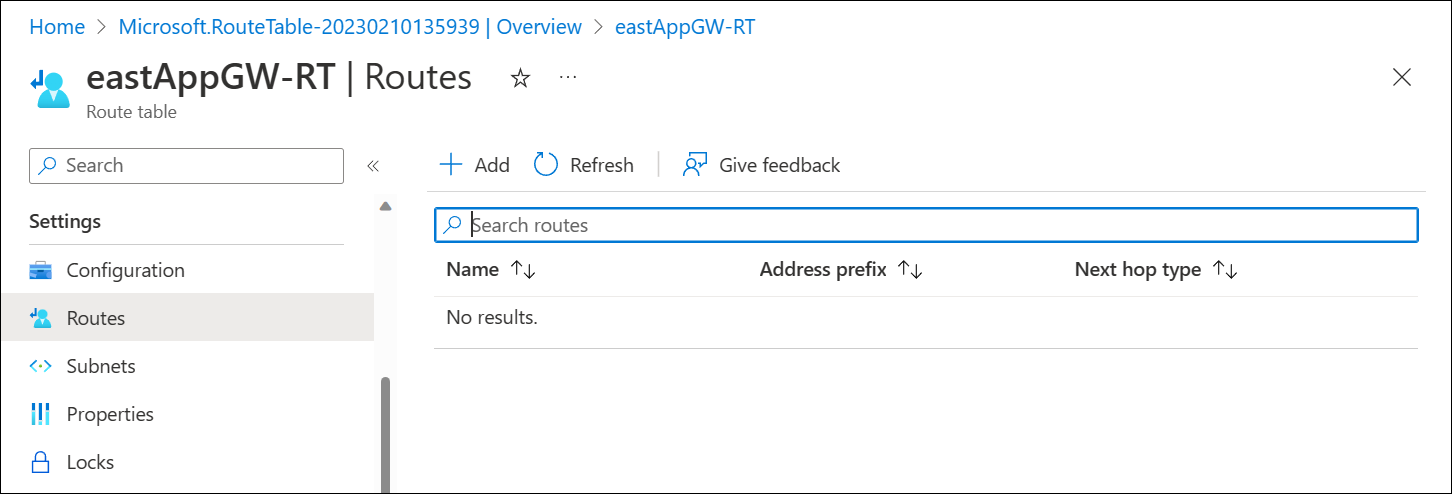 Home > Microsoft.RouteTable-20230210135939 | Overview > eastAppGW-RT
eastAppGW-RT | Routes
Route table
Search
Add Refresh Give feedback
Settings
Configuration
Routes
Subnets
Properties
Locks
Search routes
Name Address prefix Next hop type
No results.